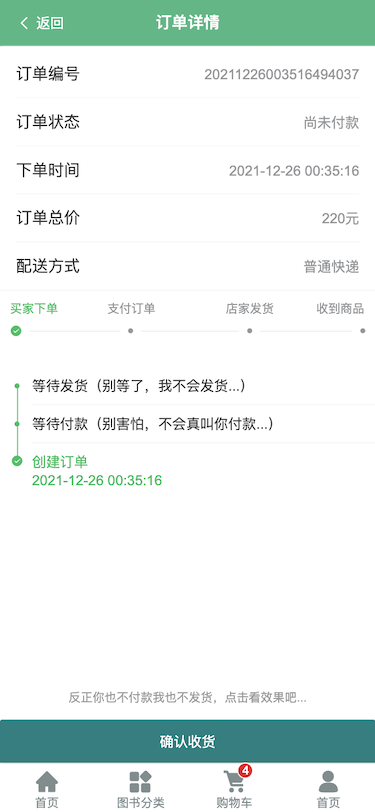 返回
订单详情
订单编号 20211226003516494037
订单状态 尚未付款
下单时间 2021-12-26 00:35:16
订单总价 220元
配送方式 普通快递
买家下单 支付订单 店家发货 收到商品
等待发货（别等了，我不会发货...）
等待付款（别害怕，不会真叫你付款...）
创建订单
2021-12-26 00:35:16
反正你也不付款我也不发货，点击看效果吧...
确认收货
4
首页 图书分类 购物车 首页